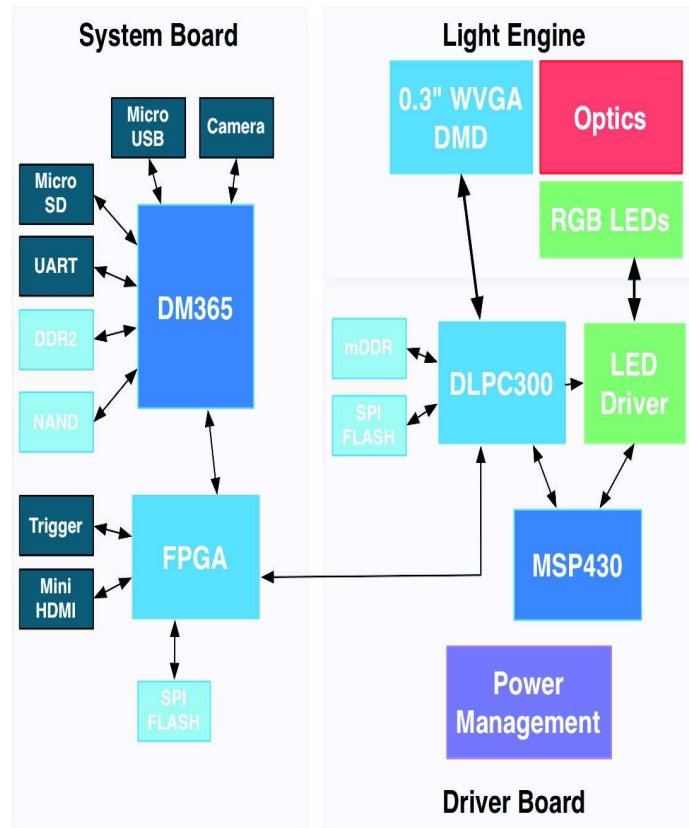 System Board
Micro
USB
Camera
Micro
SD
UART
DDR2
NAND
DM365
Trigger
Mini
HDMI
FPGA
SPI
FLASH
Light Engine
0.3" WVGA
DMD
Optics
RGB LEDs
mDDR
SPI
FLASH
DLPC300
LED
Driver
MSP430
Power
Management
Driver Board